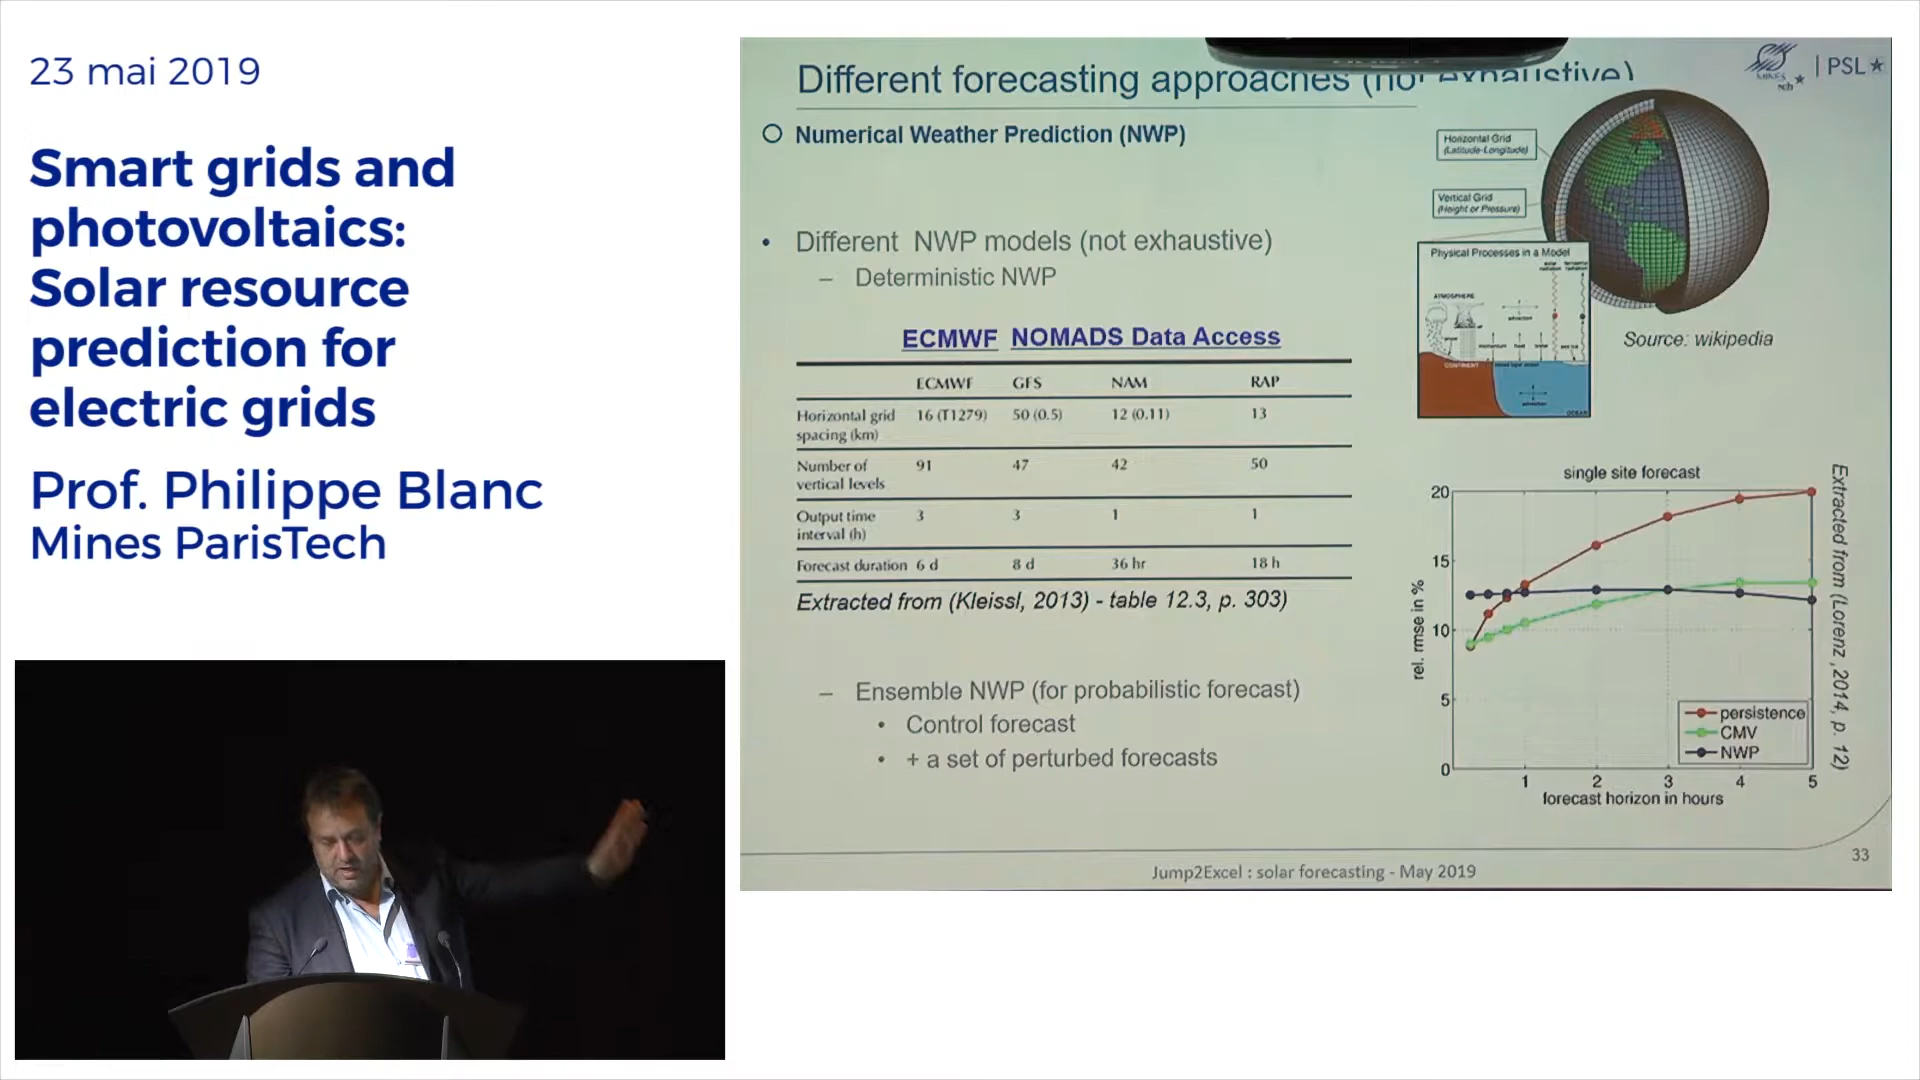 23 mai 2019
Smart grids and
photovoltaics:
Solar resource
prediction for
electric grids
Prof. Philippe Blanc
Mines ParisTech
Different forecasting approaches
MINES
| PSL★
Numerical Weather Prediction (NWP)
• Different NWP models (not exhaustive)
– Deterministic NWP
ECMWF NOMADS Data Access
ECMWF GFS NAM RAP
Horizontal grid spacing (km) 16 (T1279) 50 (0.5) 12 (0.11) 13
Number of vertical levels 91 47 42 50
Output time interval (h) 3 3 1 1
Forecast duration 6 d 8 d 36 hr 18 h
Extracted from (Kleissl, 2013) - table 12.3, p. 303)
– Ensemble NWP (for probabilistic forecast)
• Control forecast
• + a set of perturbed forecasts
Horizontal Grid
(Latitude-Longitude)
Vertical Grid
(Height or Pressure)
Physical Processes in a Model
ATMOSPHERE
CONTINENT
OCEAN
Source: wikipedia
single site forecast
20
15
10
5
0
rel. rmse in %
persistence
CMV
NWP
1 2 3 4 5
forecast horizon in hours
Extracted from (Lorenz ,2014, p. 12)
33
Jump2Excel : solar forecasting - May 2019